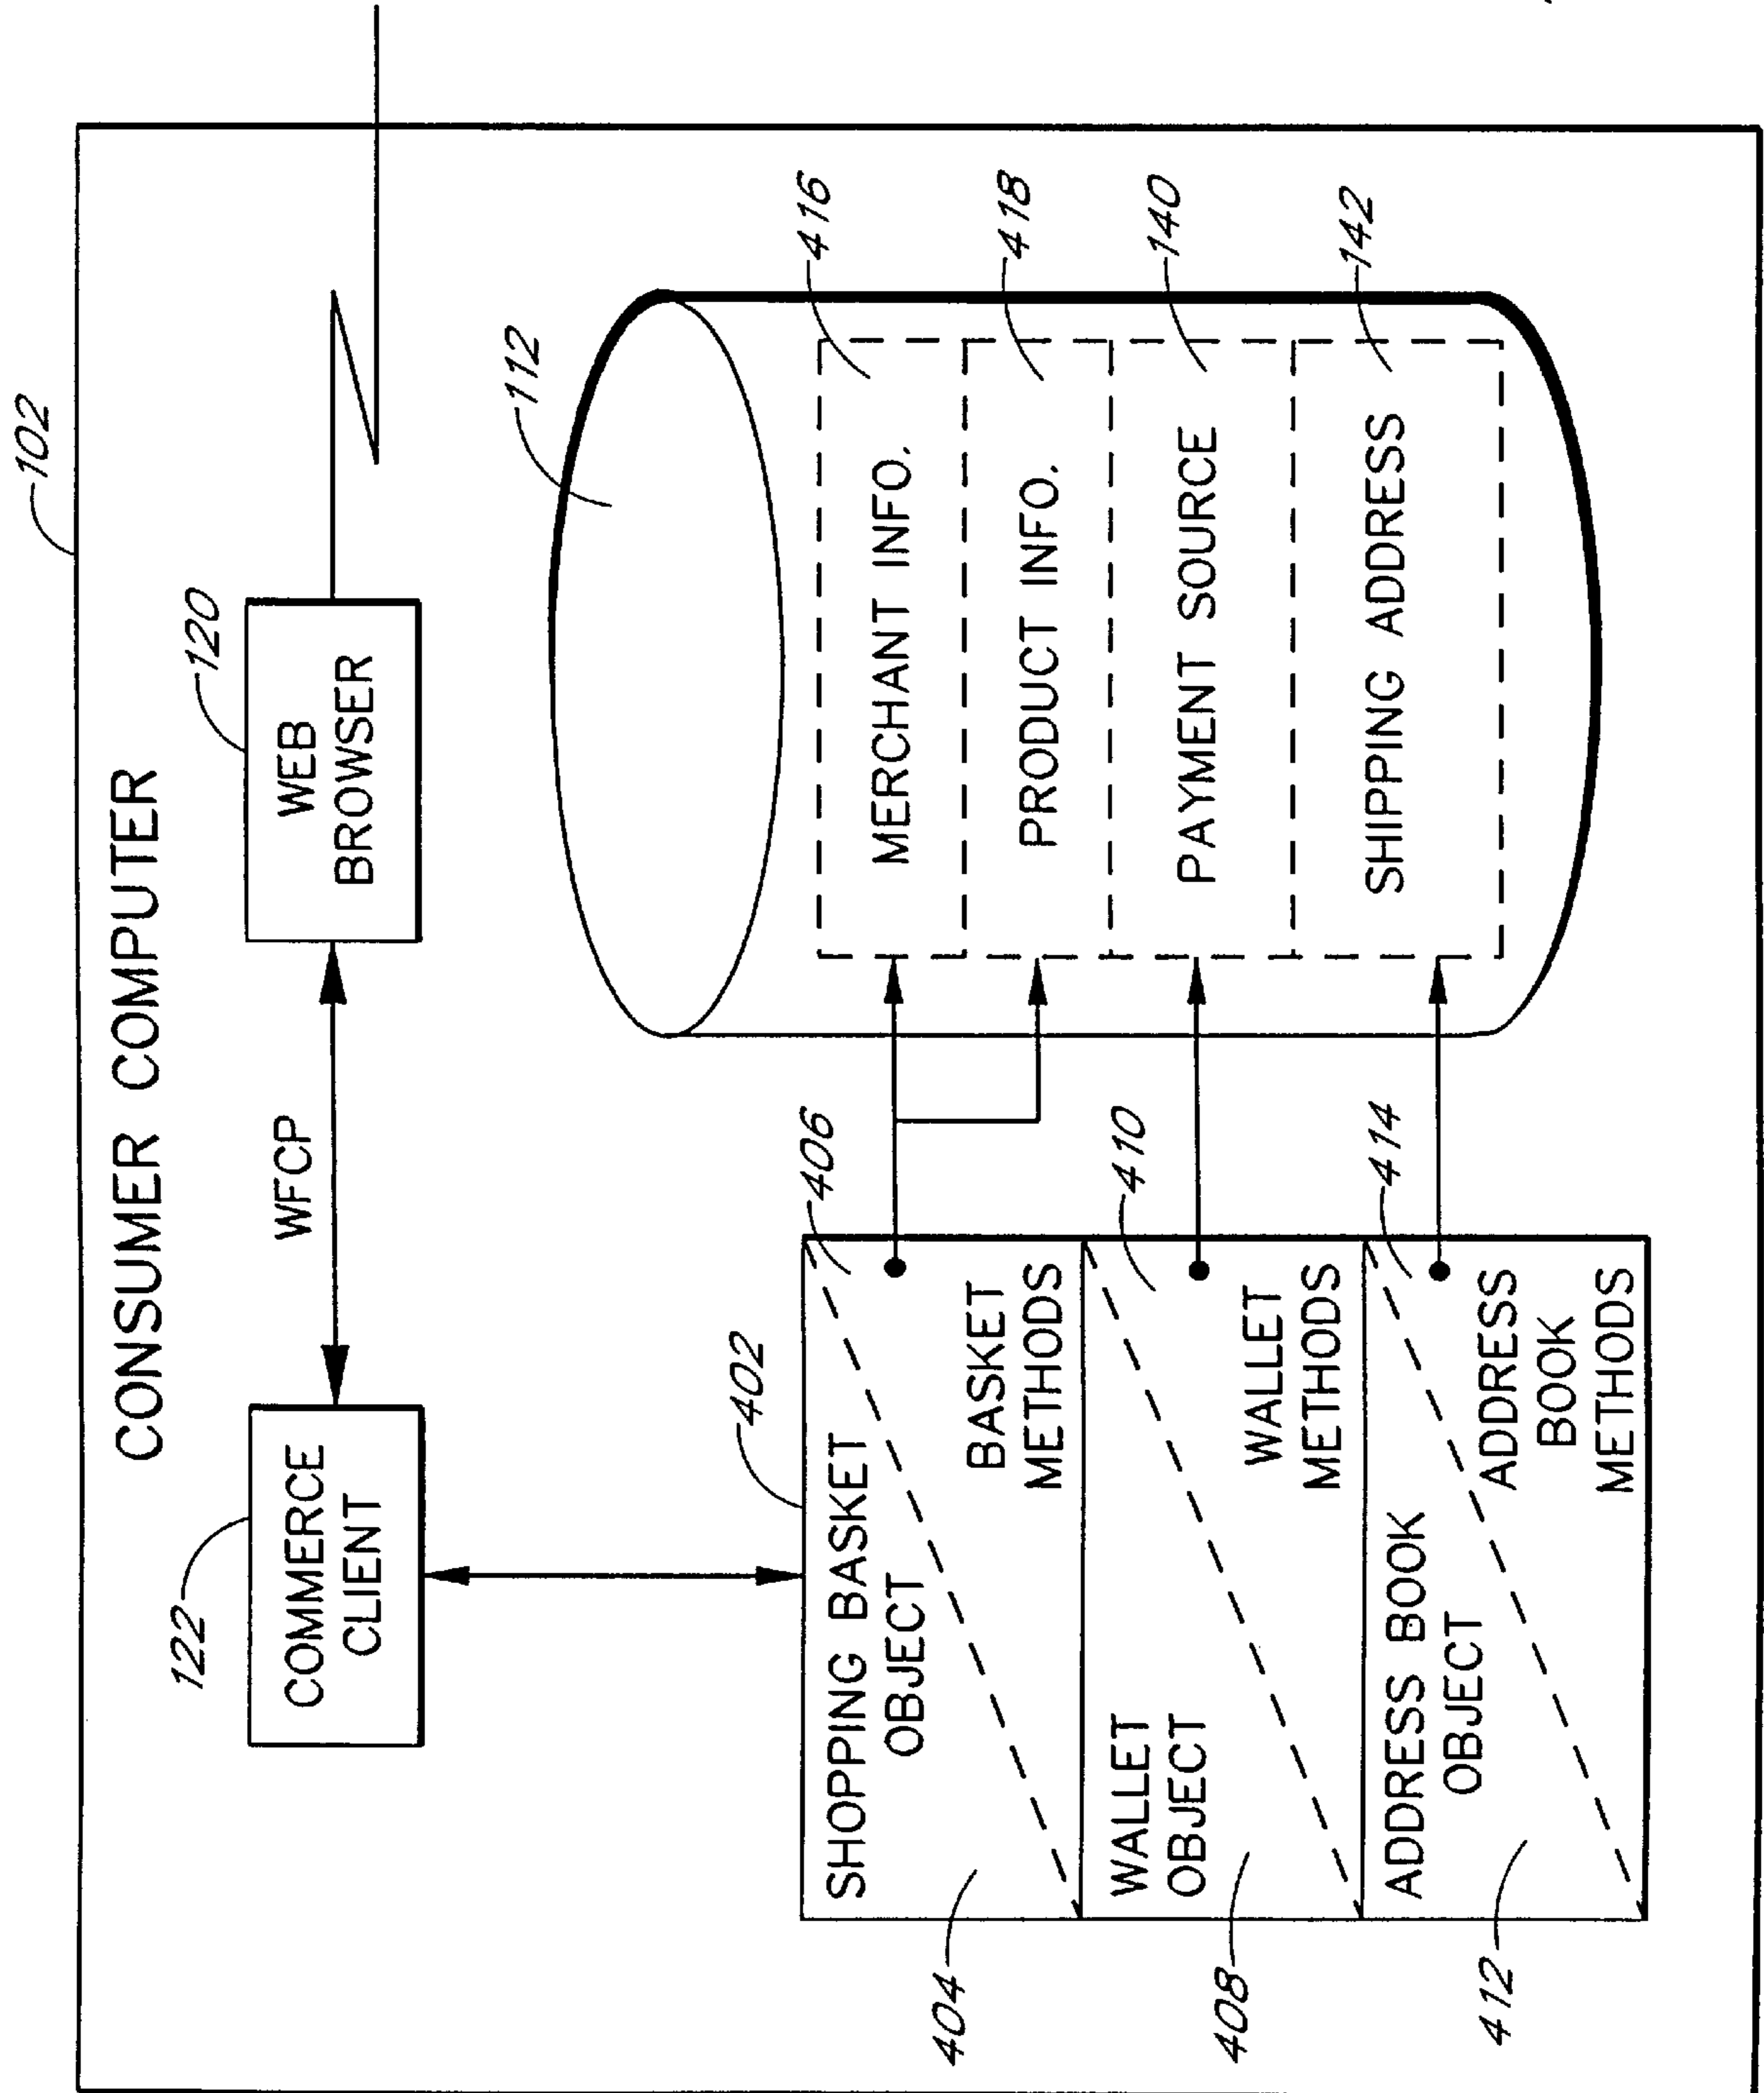 102
CONSUMER COMPUTER
122
COMMERCE
CLIENT
WFCP
120
WEB
BROWSER
112
402
404
SHOPPING BASKET
OBJECT
406
BASKET
METHODS
408
WALLET
OBJECT
410
WALLET
METHODS
412
ADDRESS BOOK
OBJECT
414
ADDRESS
BOOK
METHODS
MERCHANT INFO.
416
PRODUCT INFO.
418
PAYMENT SOURCE
140
SHIPPING ADDRESS
142